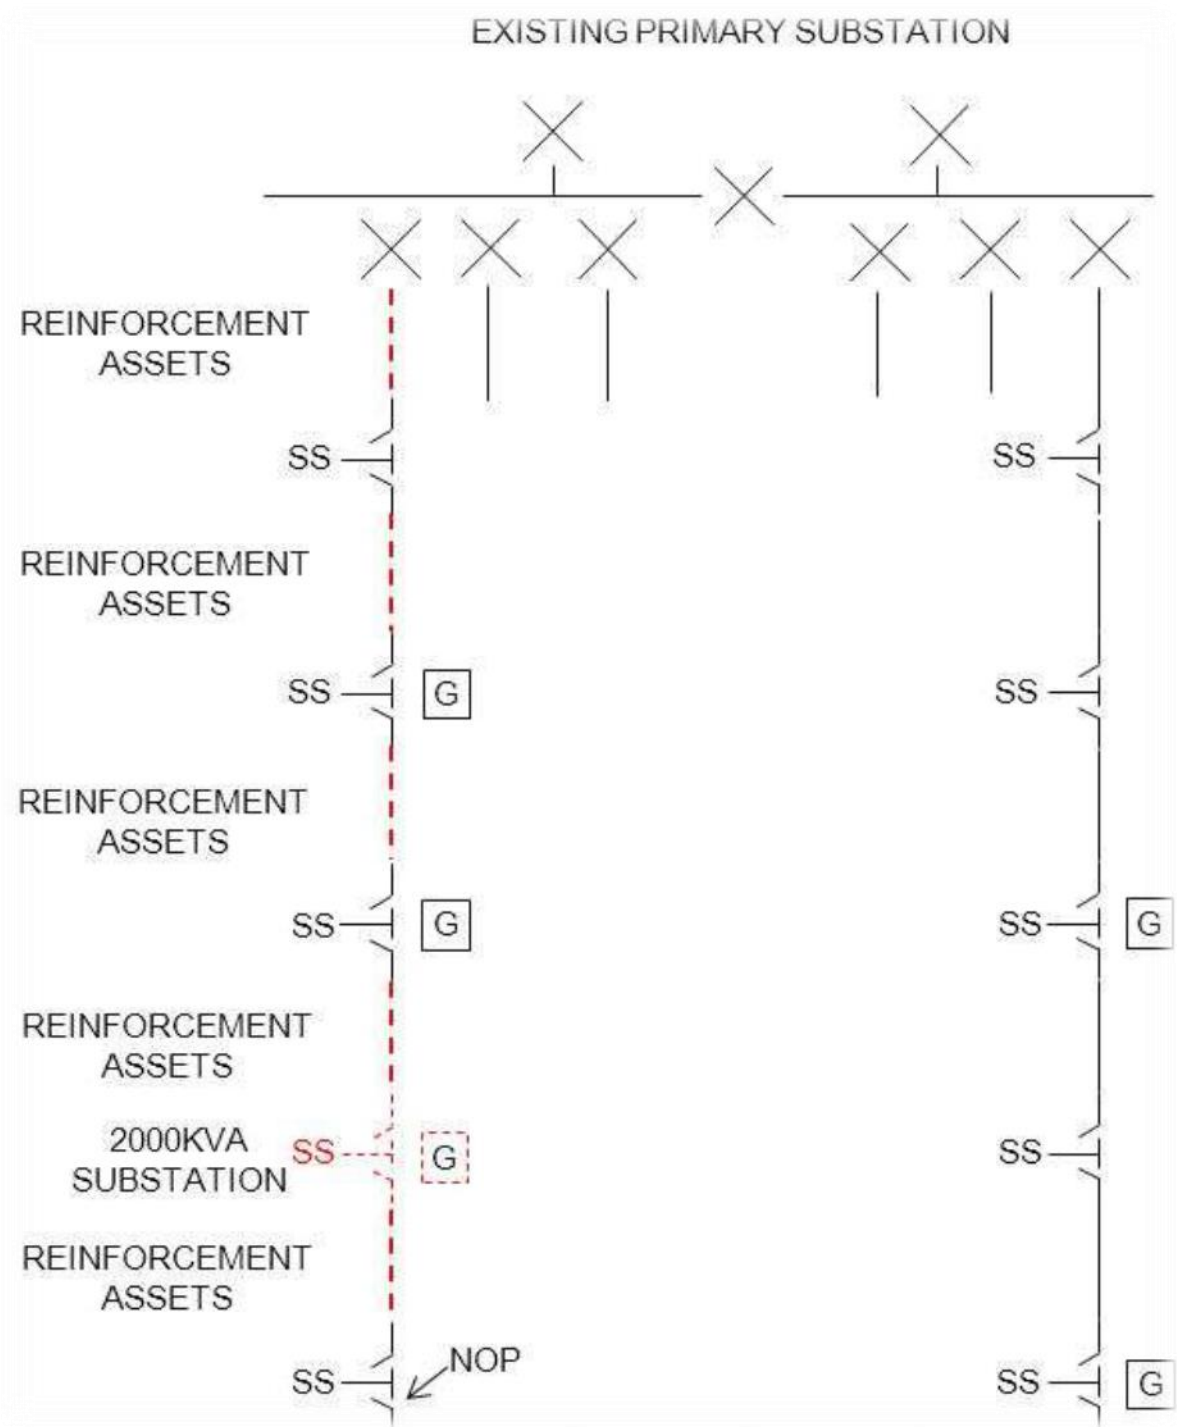 EXISTING PRIMARY SUBSTATION
REINFORCEMENT
ASSETS
SS
SS
REINFORCEMENT
ASSETS
SS
G
SS
REINFORCEMENT
ASSETS
SS
G
SS
G
REINFORCEMENT
ASSETS
2000KVA
SUBSTATION
SS
G
SS
REINFORCEMENT
ASSETS
NOP
SS
SS
G